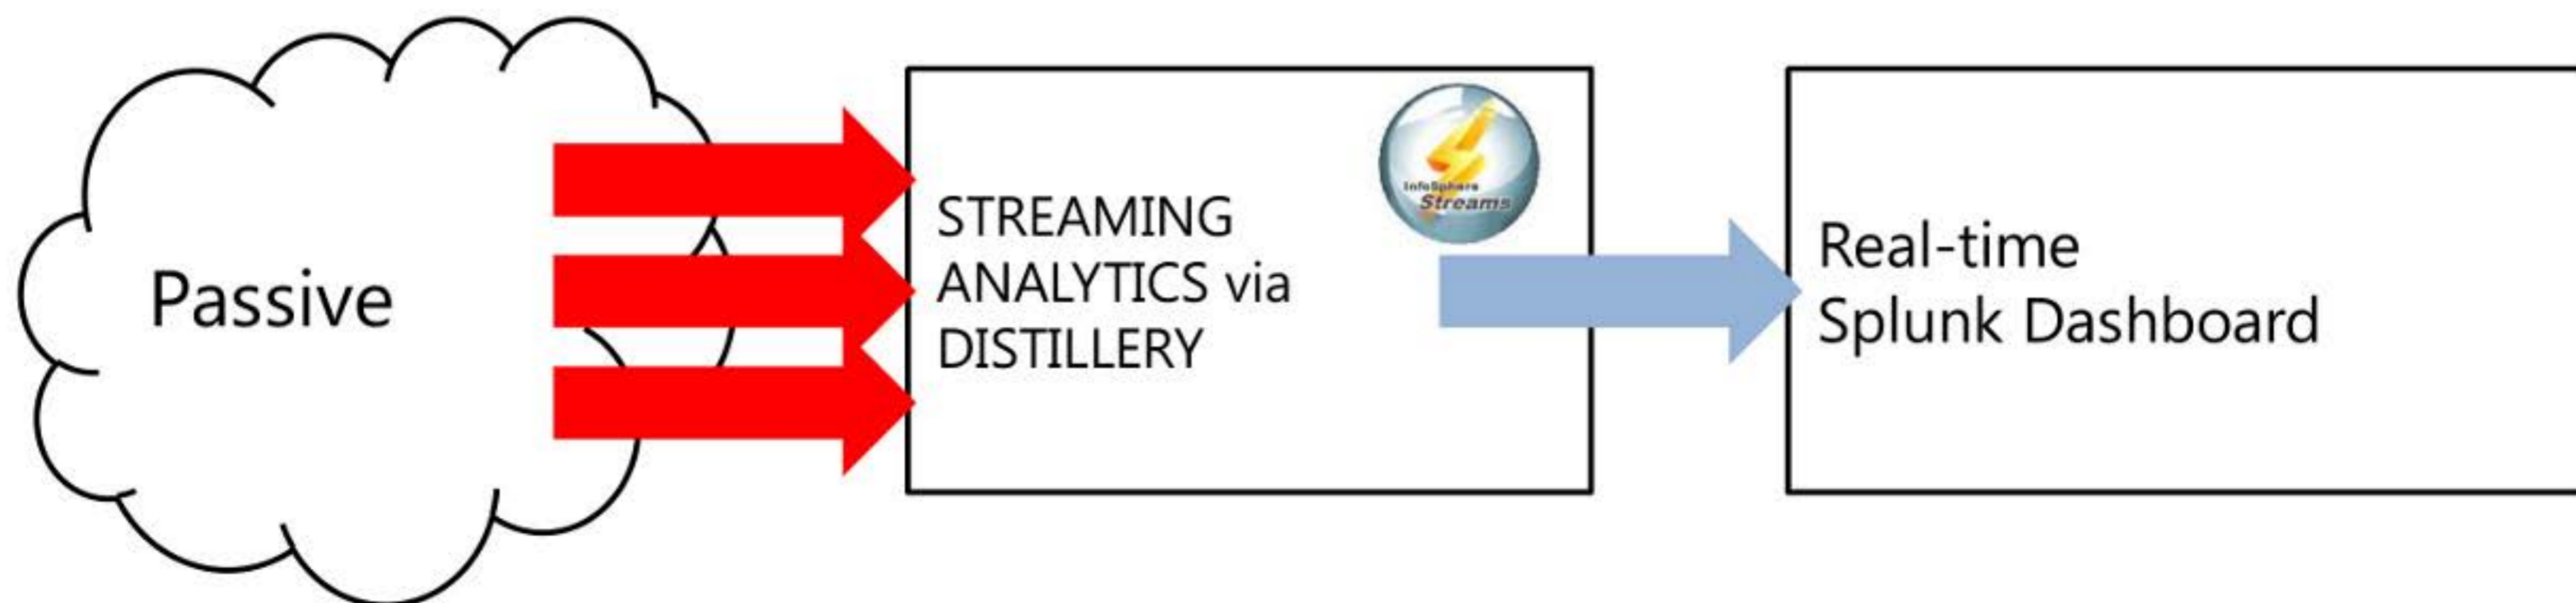 Passive
STREAMING
ANALYTICS via
DISTILLERY
InfoSphere
Streams
Real-time
Splunk Dashboard